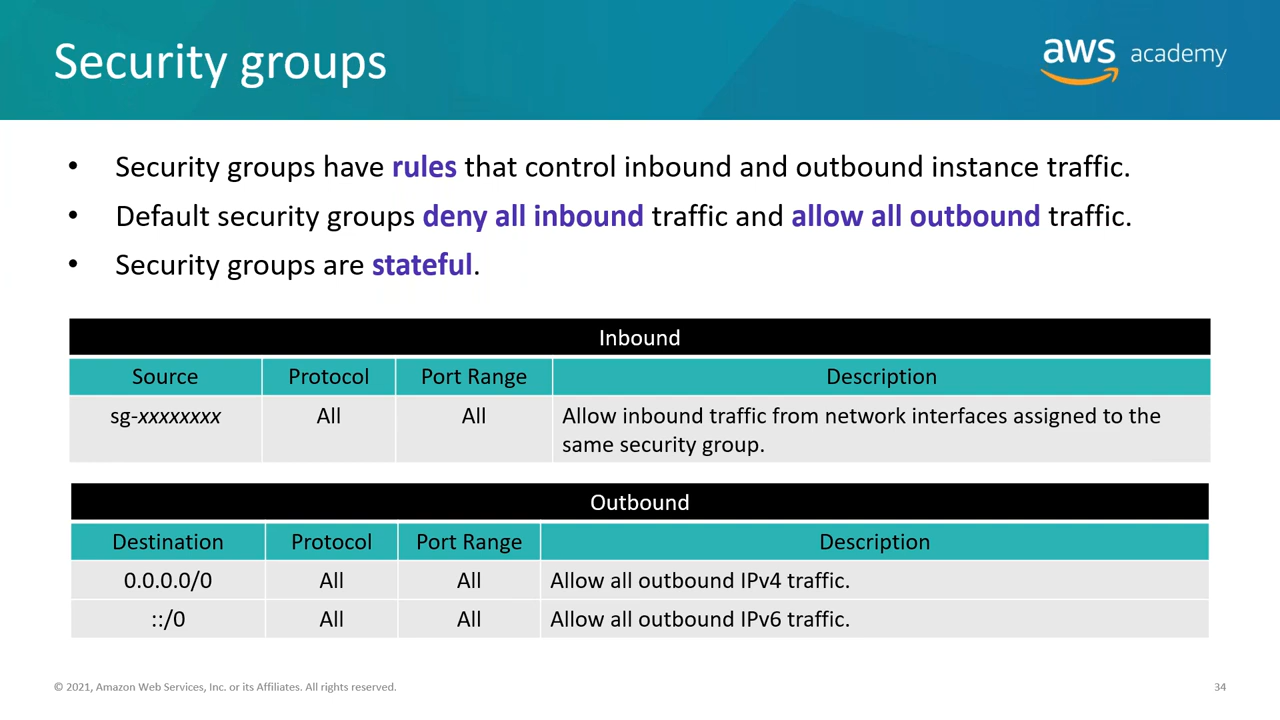 Security groups
aws academy
• Security groups have rules that control inbound and outbound instance traffic.
• Default security groups deny all inbound traffic and allow all outbound traffic.
• Security groups are stateful.
Inbound
Source Protocol Port Range Description
sg-xxxxxxxx All All Allow inbound traffic from network interfaces assigned to the
same security group.
Outbound
Destination Protocol Port Range Description
0.0.0.0/0 All All Allow all outbound IPv4 traffic.
::/0 All All Allow all outbound IPv6 traffic.
© 2021, Amazon Web Services, Inc. or its Affiliates. All rights reserved. 34